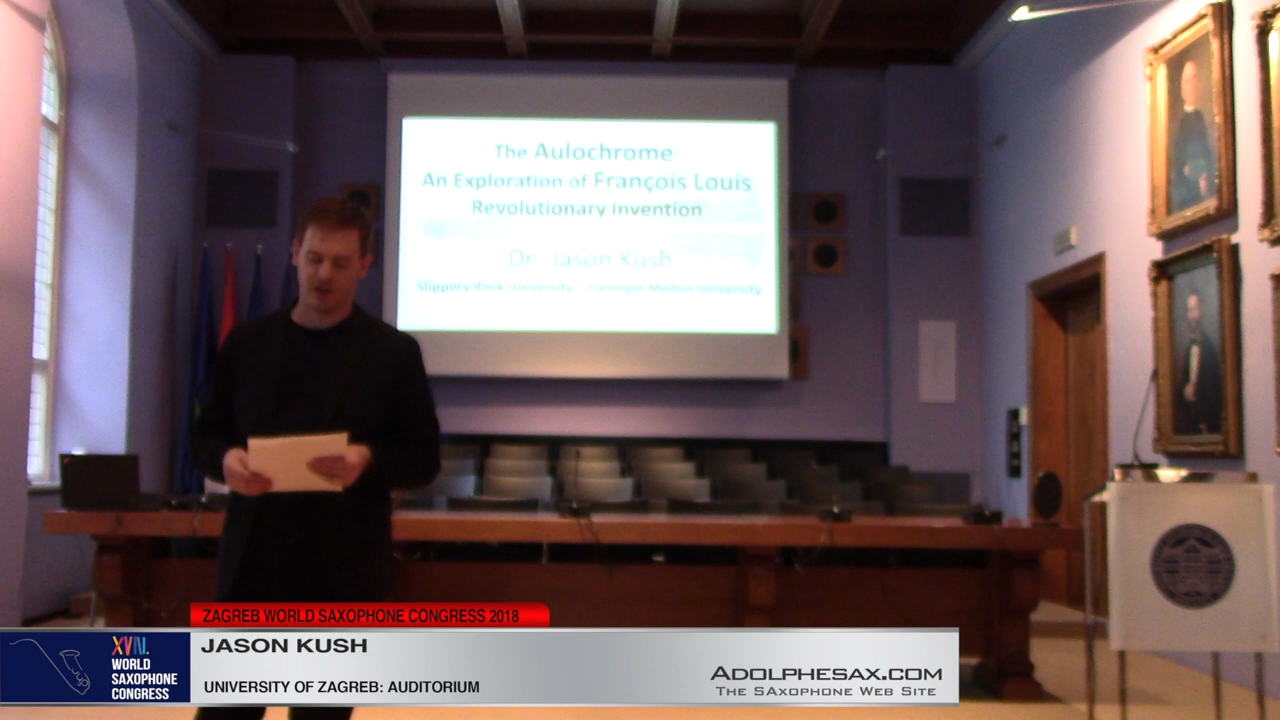 The Aulochrome
An Exploration of François Louis
Revolutionary Invention
Dr. Jason Kush
Slippery Rock University Carnegie Mellon University
ZAGREB WORLD SAXOPHONE CONGRESS 2018
JASON KUSH
UNIVERSITY OF ZAGREB: AUDITORIUM
XVIII.
WORLD
SAXOPHONE
CONGRESS
ADOLPHESAX.COM
THE SAXOPHONE WEB SITE